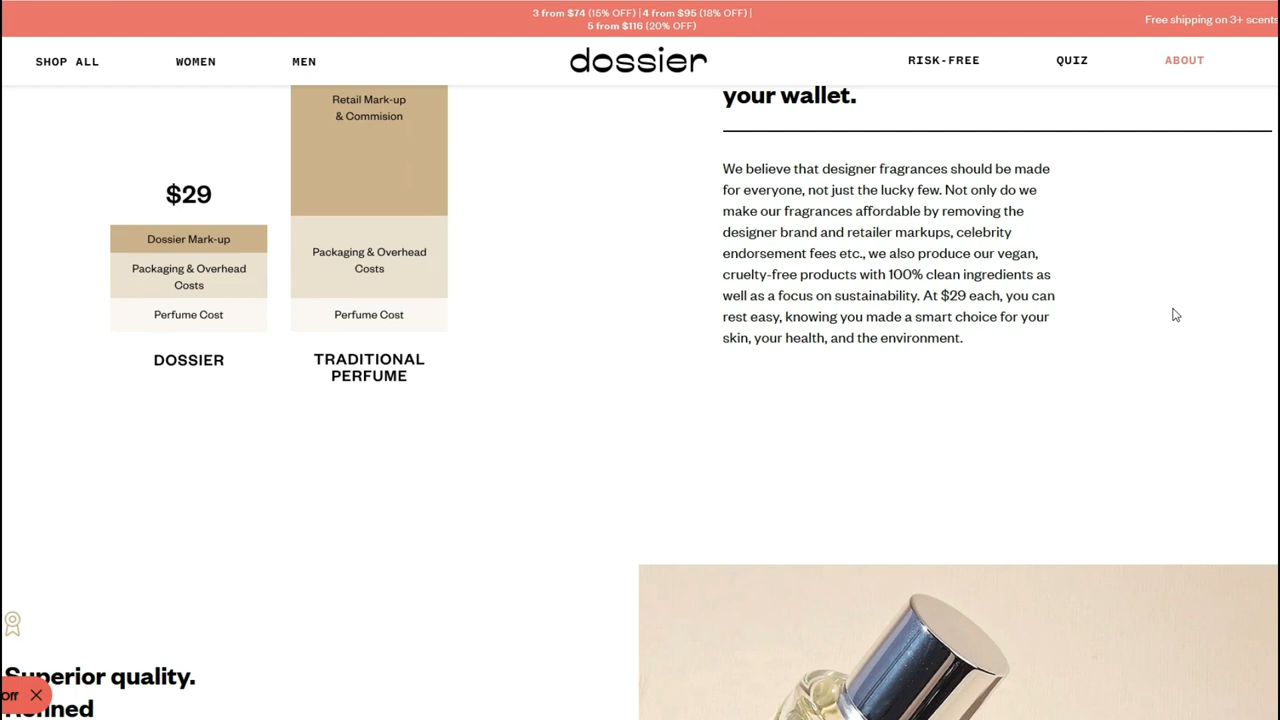 3 from $74 (15% OFF) | 4 from $95 (18% OFF) |
5 from $116 (20% OFF)
Free shipping on 3+ scents
SHOP ALL
WOMEN
MEN
dossier
RISK-FREE
QUIZ
ABOUT
Retail Mark-up
& Commision
$29
Dossier Mark-up
Packaging & Overhead
Costs
Perfume Cost
DOSSIER
Packaging & Overhead
Costs
Perfume Cost
TRADITIONAL
PERFUME
your wallet.
We believe that designer fragrances should be made
for everyone, not just the lucky few. Not only do we
make our fragrances affordable by removing the
designer brand and retailer markups, celebrity
endorsement fees etc., we also produce our vegan,
cruelty-free products with 100% clean ingredients as
well as a focus on sustainability. At $29 each, you can
rest easy, knowing you made a smart choice for your
skin, your health, and the environment.
Superior quality.
Refined
Off